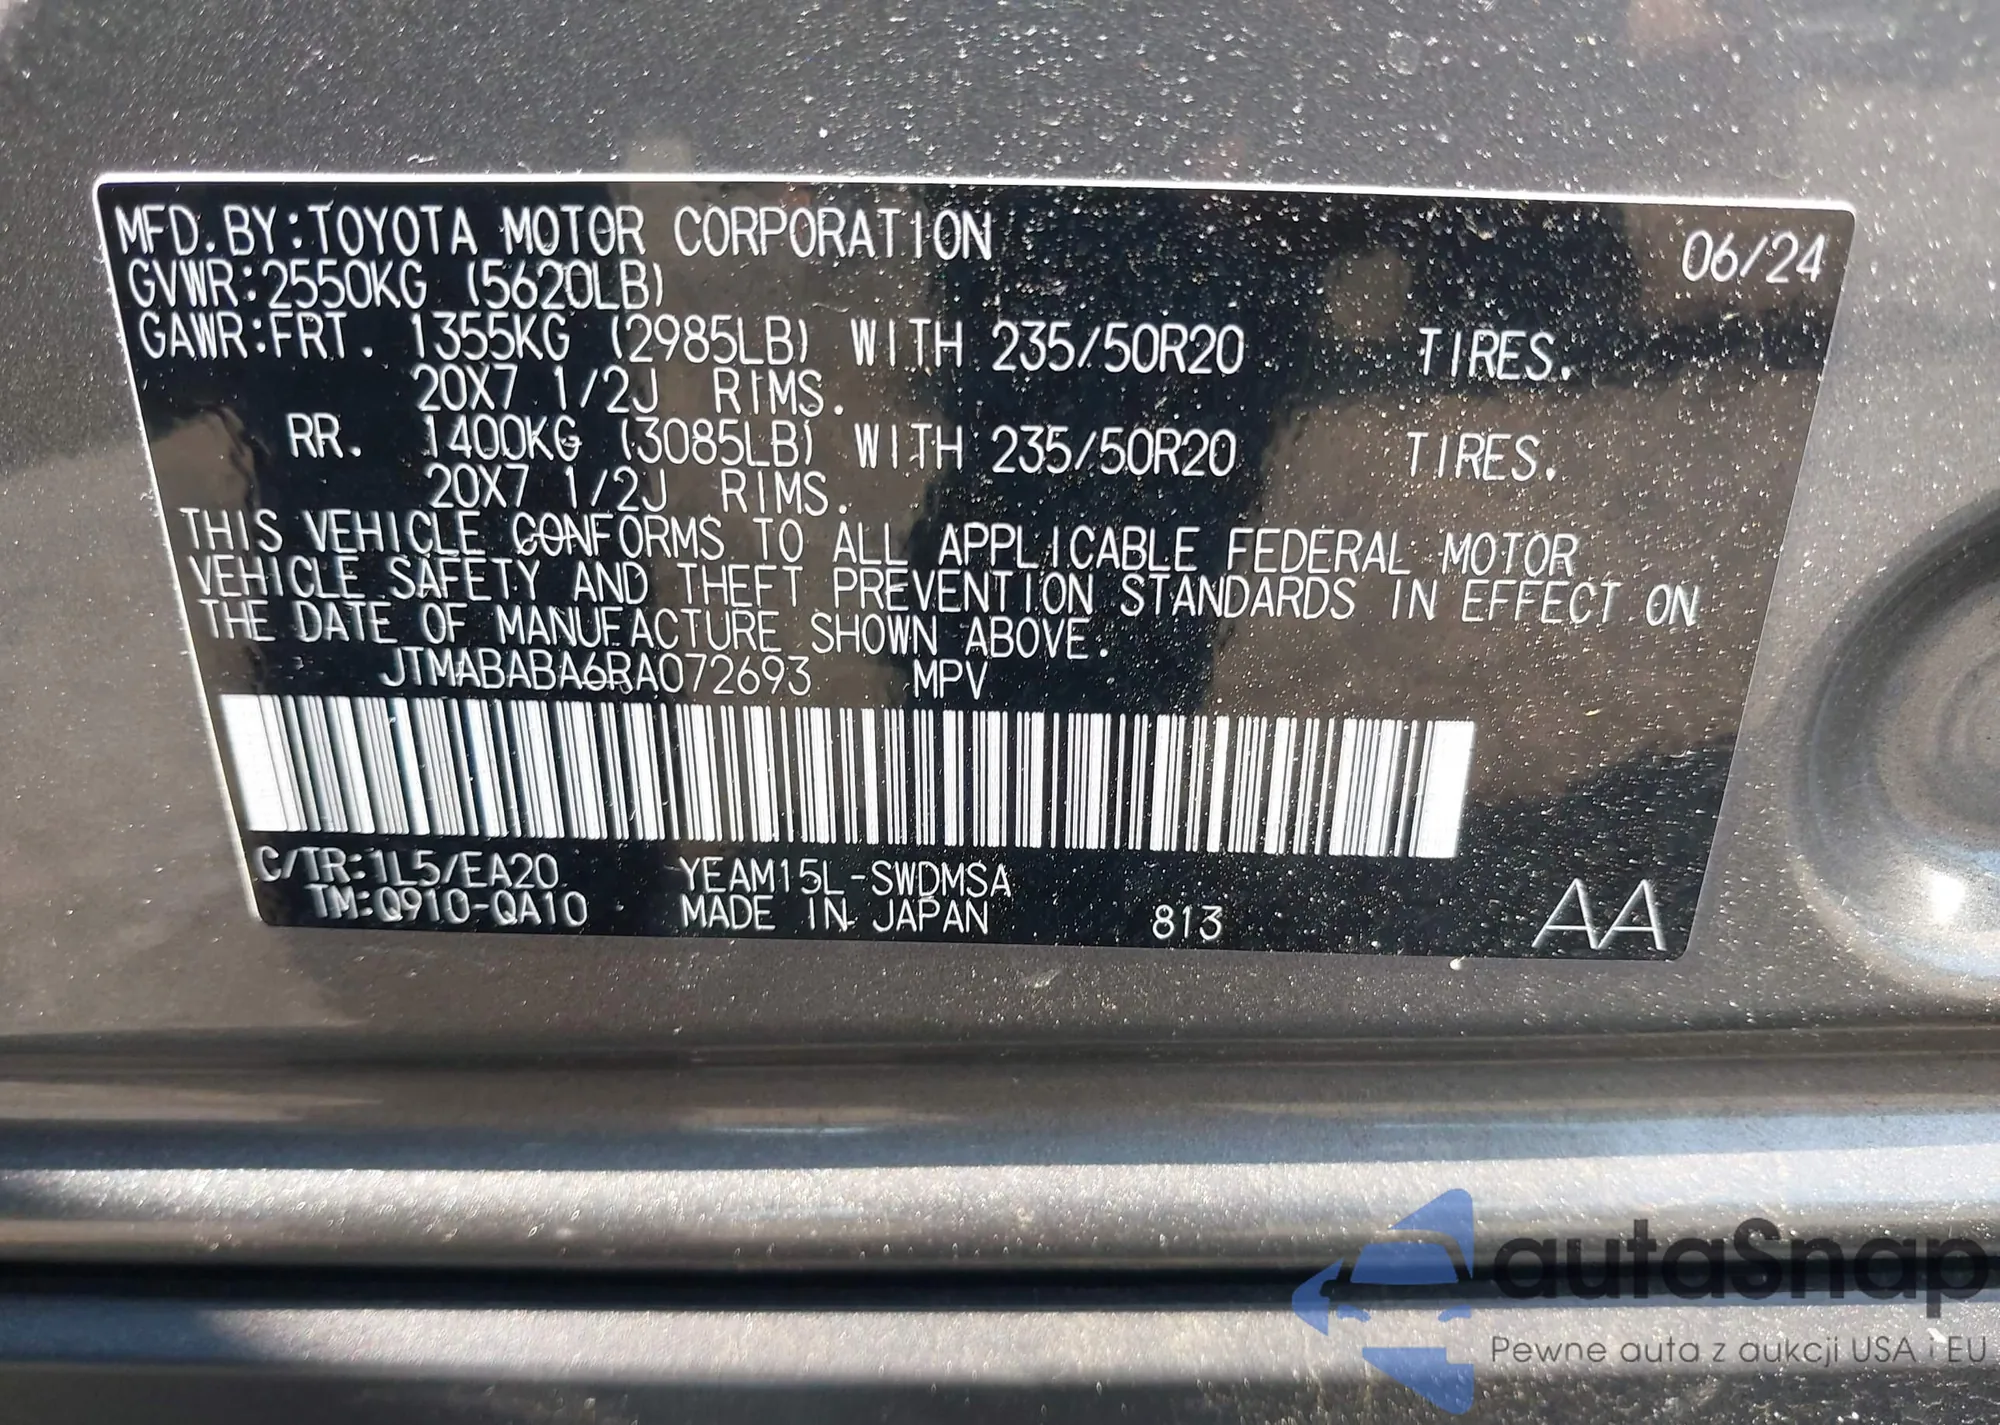 MFD.BY:TOYOTA MOTOR CORPORATION 06/24
GVWR:2550KG (5620LB)
GAWR:FRT. 1355KG (2985LB) WITH 235/50R20 TIRES.
20X7 1/2J RIMS.
RR. 1400KG (3085LB) WITH 235/50R20 TIRES.
20X7 1/2J RIMS.
THIS VEHICLE CONFORMS TO ALL APPLICABLE FEDERAL MOTOR
VEHICLE SAFETY AND THEFT PREVENTION STANDARDS IN EFFECT ON
THE DATE OF MANUFACTURE SHOWN ABOVE.
JTMABABA6RA072693 MPV
C/TR:1L5/EA20 YEAM15L-SWDMSA
TM:Q910-QA10 MADE IN JAPAN 813 AA
autaSnap
Pewne auta z aukcji USA i EU